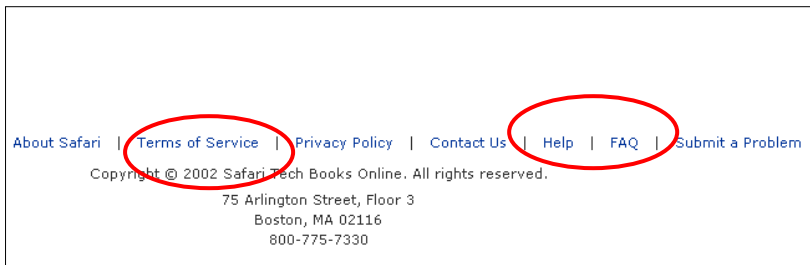 About Safari | Terms of Service | Privacy Policy | Contact Us | Help | FAQ | Submit a Problem
Copyright © 2002 Safari Tech Books Online. All rights reserved.
75 Arlington Street, Floor 3
Boston, MA 02116
800-775-7330